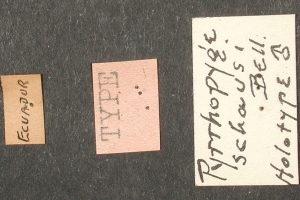 ECUADOR
TYPE
Pyrrhopyge
schausi
BELL.
Holotype ♂